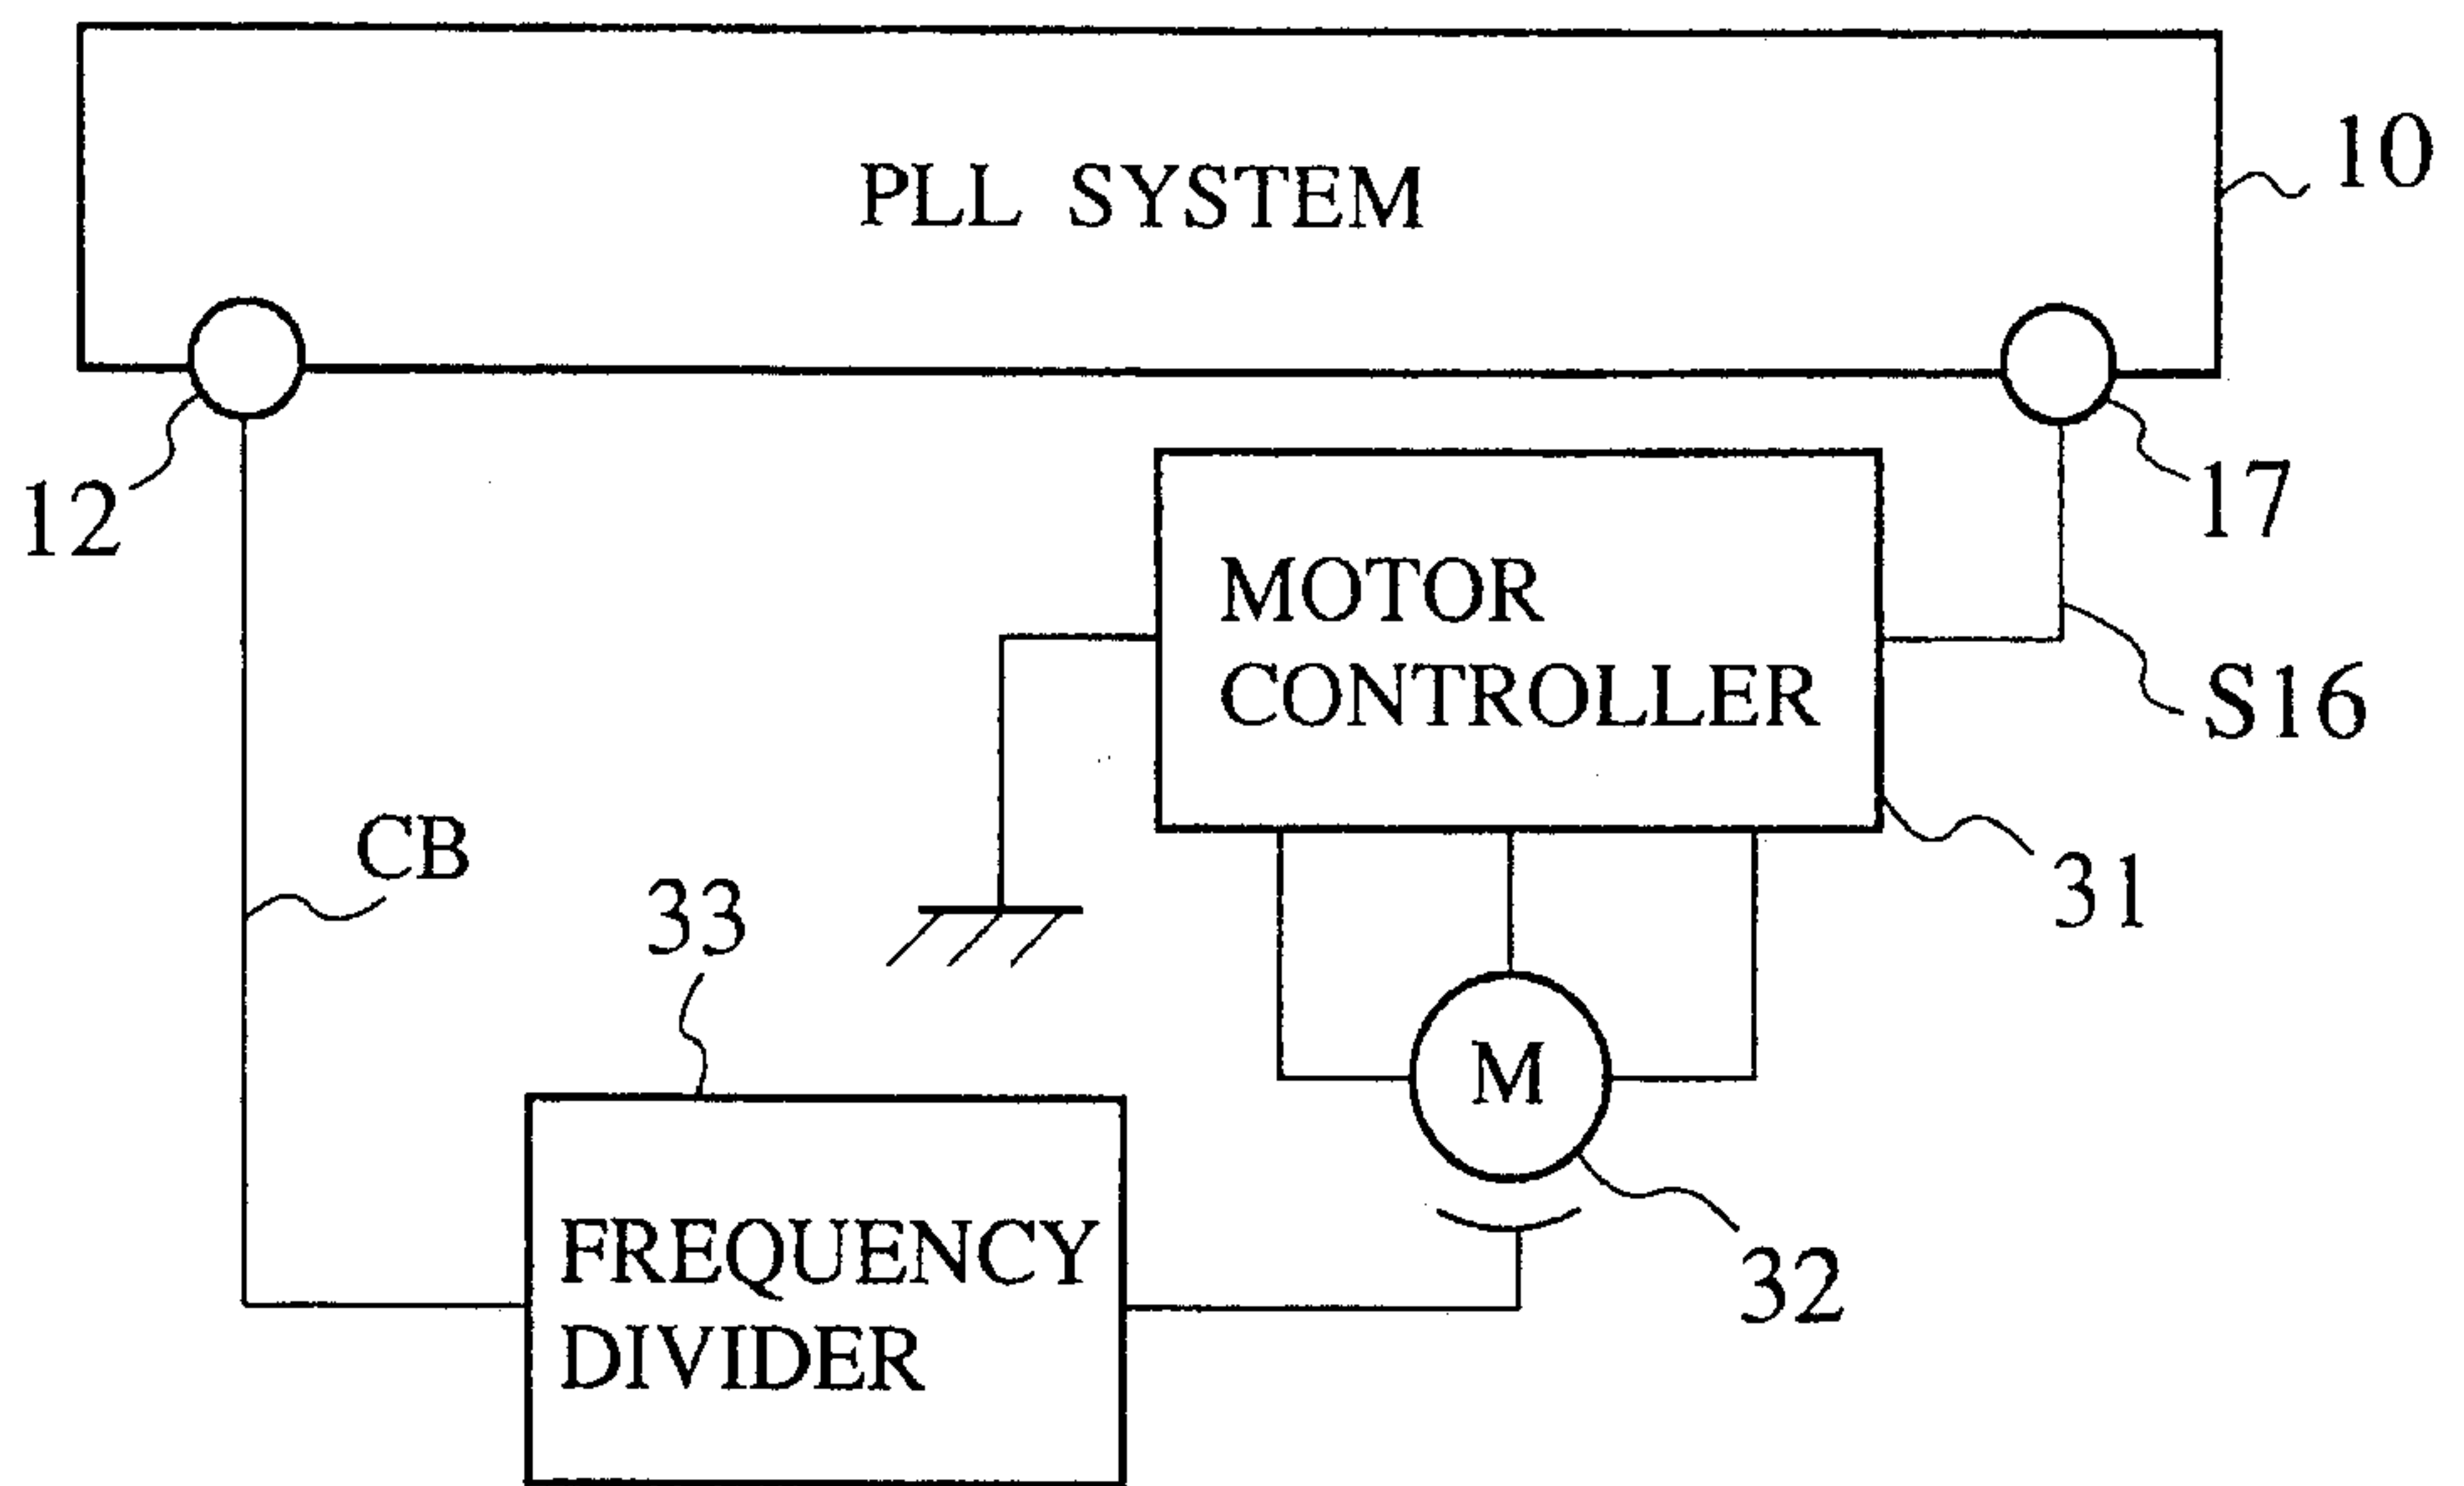 PLL SYSTEM
10
12
17
MOTOR
CONTROLLER
S16
CB
33
31
M
32
FREQUENCY
DIVIDER